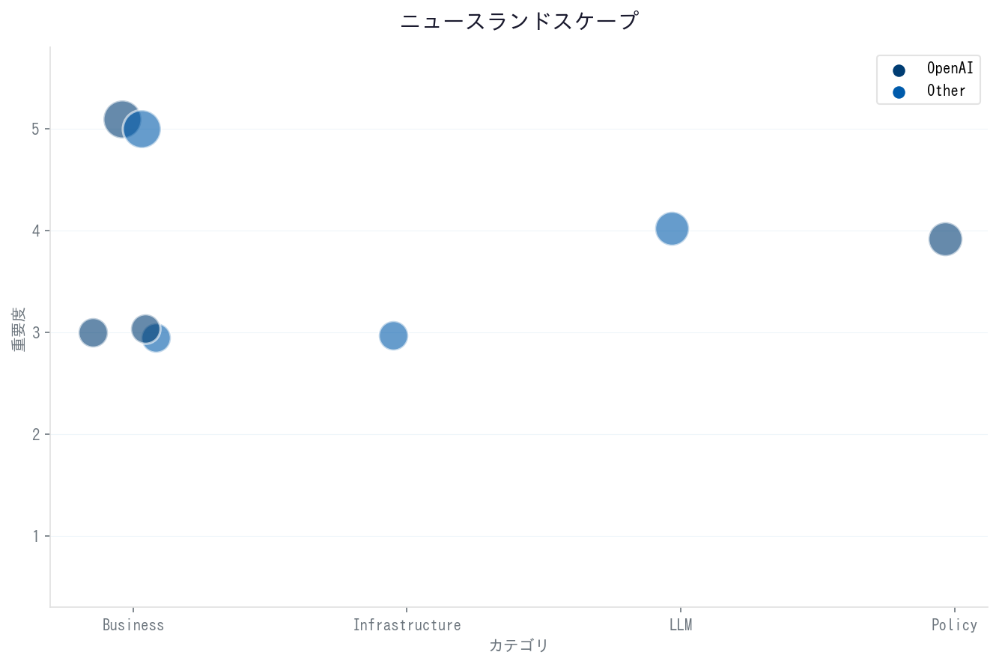 ニュースランドスケープ
OpenAI
Other
5
4
3
2
1
重要度
Business
Infrastructure
LLM
Policy
カテゴリ